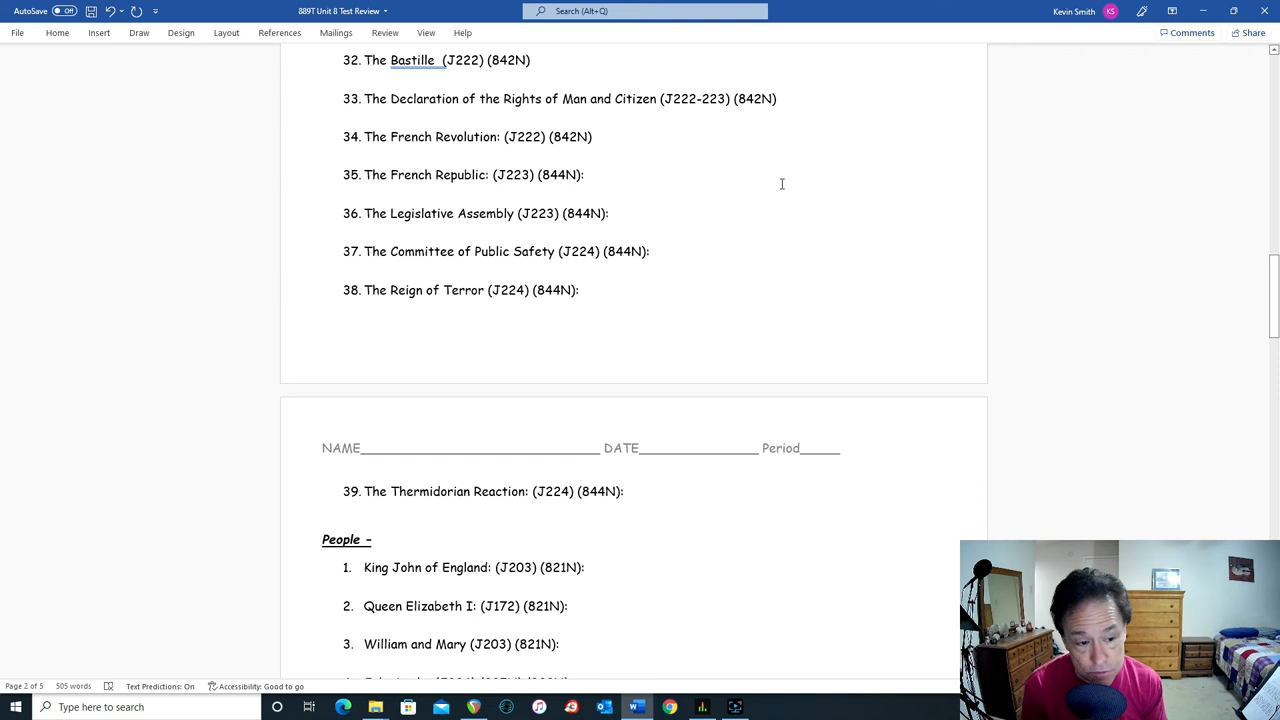 AutoSave Off
889T Unit 8 Test Review
Search (Alt+Q)
Kevin Smith KS
File Home Insert Draw Design Layout References Mailings Review View Help Comments Share
32. The Bastille (J222) (842N)
33. The Declaration of the Rights of Man and Citizen (J222-223) (842N)
34. The French Revolution: (J222) (842N)
35. The French Republic: (J223) (844N):
36. The Legislative Assembly (J223) (844N):
37. The Committee of Public Safety (J224) (844N):
38. The Reign of Terror (J224) (844N):
NAME______________________________ DATE_______________ Period_____
39. The Thermidorian Reaction: (J224) (844N):
People -
1. King John of England: (J203) (821N):
2. Queen Elizabeth I: (J172) (821N):
3. William and Mary (J203) (821N):
Page 2 of 5 505 words Text Predictions: On Accessibility: Good to go
Type here to search